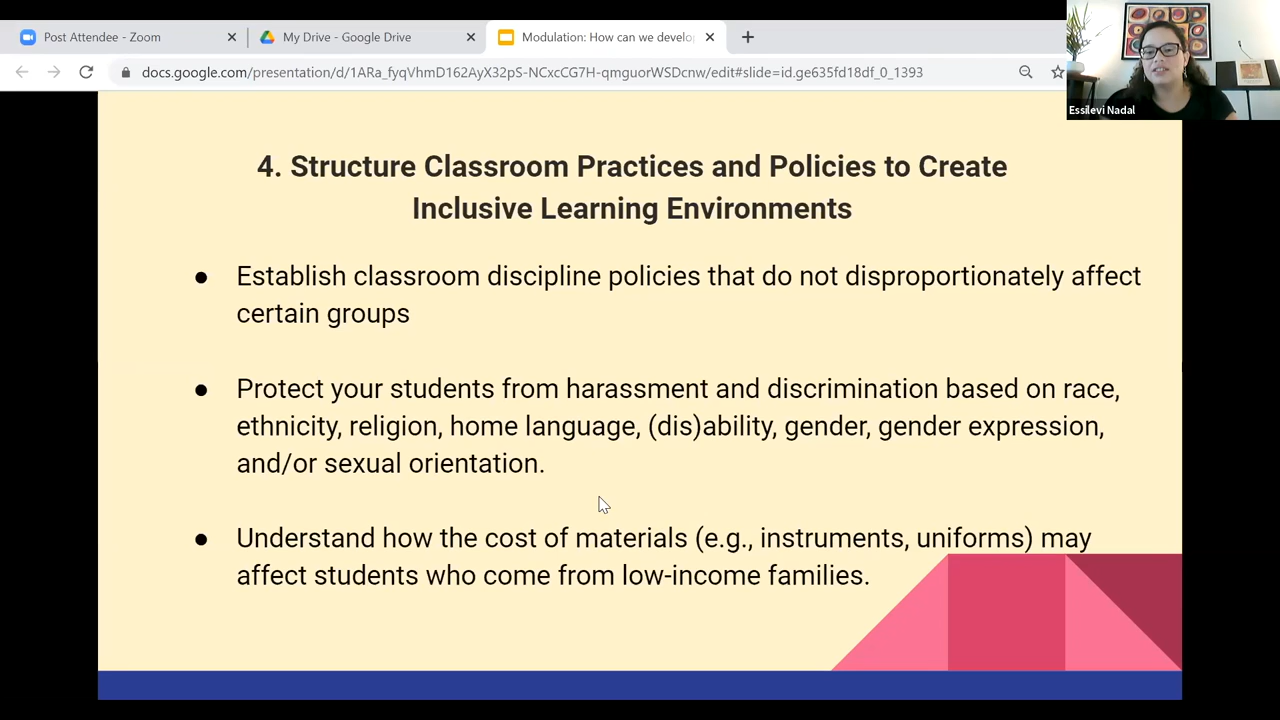 Post Attendee - Zoom
My Drive - Google Drive
Modulation: How can we develo
docs.google.com/presentation/d/1ARa_fyqVhmD162AyX32pS-NCxcCG7H-qmguorWSDcnw/edit#slide=id.ge635fd18df_0_1393
Essilevi Nadal
4. Structure Classroom Practices and Policies to Create
Inclusive Learning Environments
● Establish classroom discipline policies that do not disproportionately affect
certain groups
● Protect your students from harassment and discrimination based on race,
ethnicity, religion, home language, (dis)ability, gender, gender expression,
and/or sexual orientation.
● Understand how the cost of materials (e.g., instruments, uniforms) may
affect students who come from low-income families.